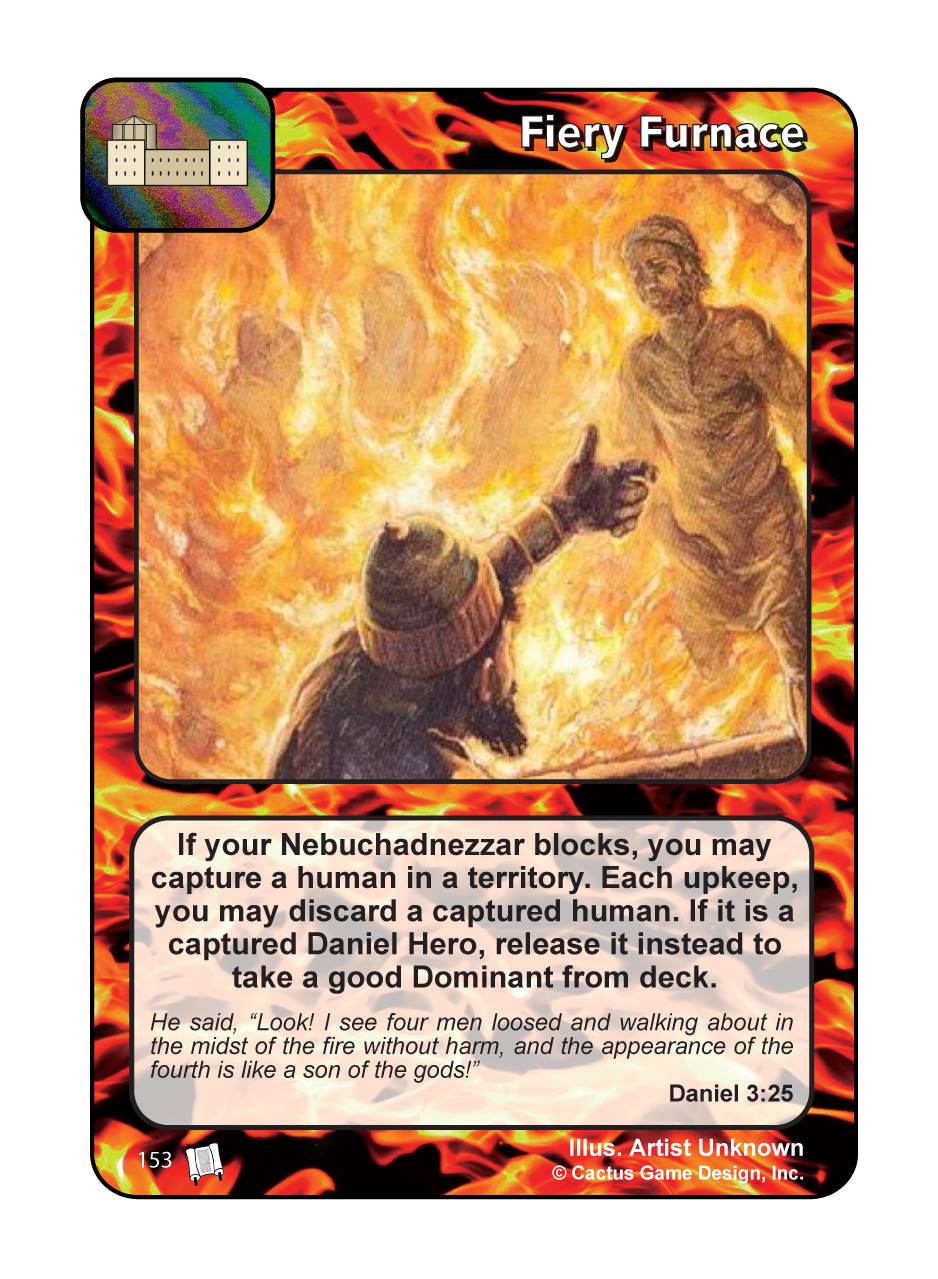 Fiery Furnace
If your Nebuchadnezzar blocks, you may
capture a human in a territory. Each upkeep,
you may discard a captured human. If it is a
captured Daniel Hero, release it instead to
take a good Dominant from deck.
He said, “Look! I see four men loosed and walking about in
the midst of the fire without harm, and the appearance of the
fourth is like a son of the gods!”
Daniel 3:25
153
Illus. Artist Unknown
© Cactus Game Design, Inc.